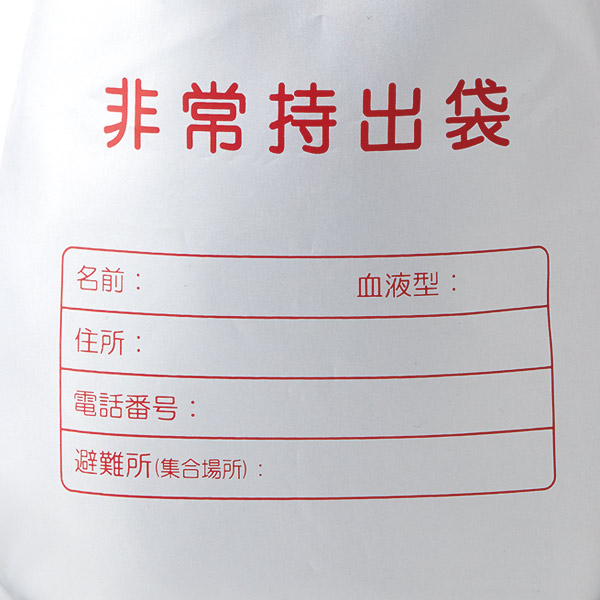 非常持出袋
名前： 血液型：
住所：
電話番号：
避難所(集合場所)：